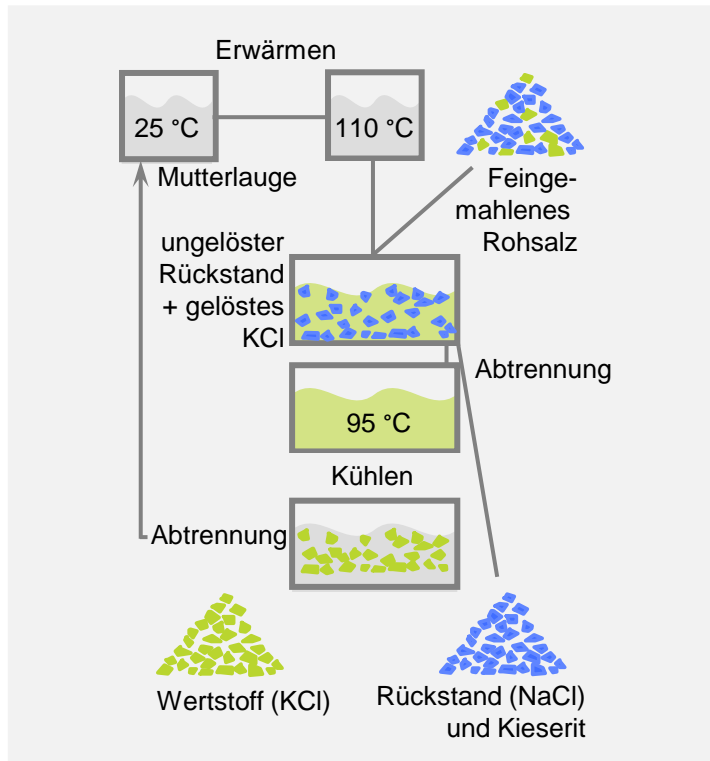 Erwärmen
25 °C
110 °C
Mutterlauge
Feinge-
mahlenes
Rohsalz
ungelöster
Rückstand
+ gelöstes
KCl
Abtrennung
95 °C
Kühlen
Abtrennung
Wertstoff (KCl)
Rückstand (NaCl)
und Kieserit